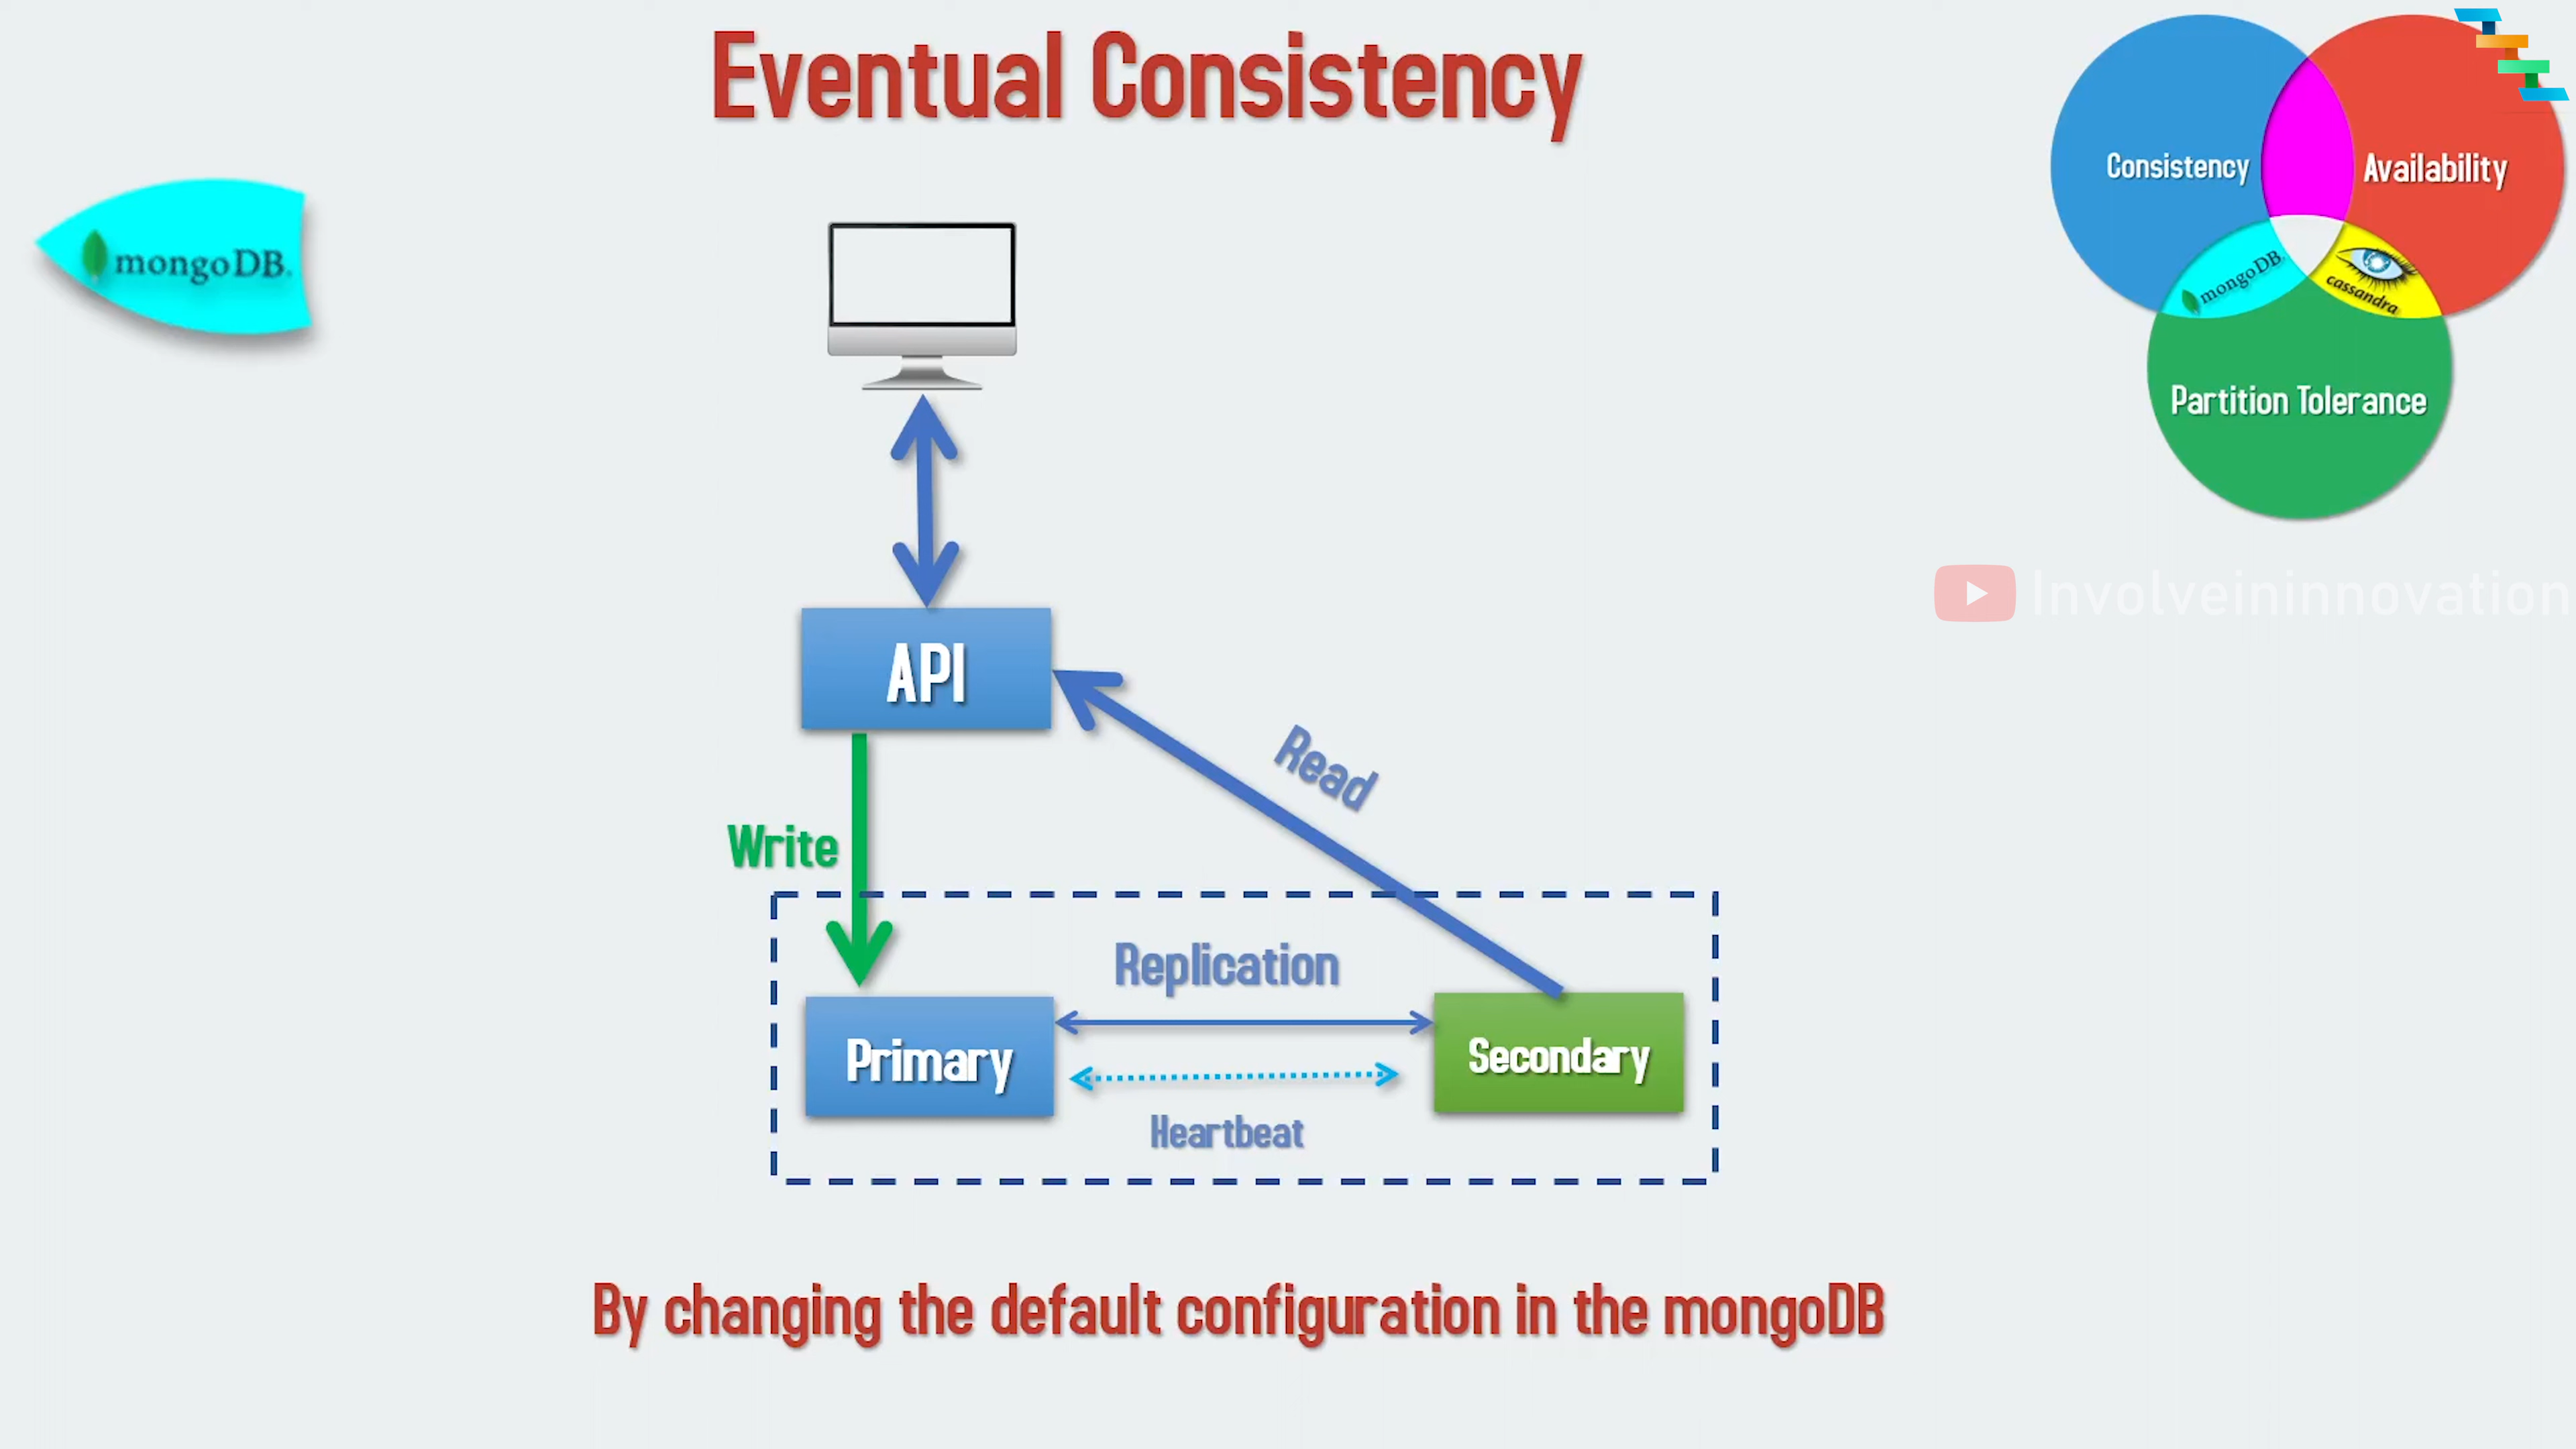 Eventual Consistency
mongoDB.
Consistency
Availability
mongoDB.
cassandra
Partition Tolerance
Involveininnovation
API
Read
Write
Replication
Primary
Secondary
Heartbeat
By changing the default configuration in the mongoDB